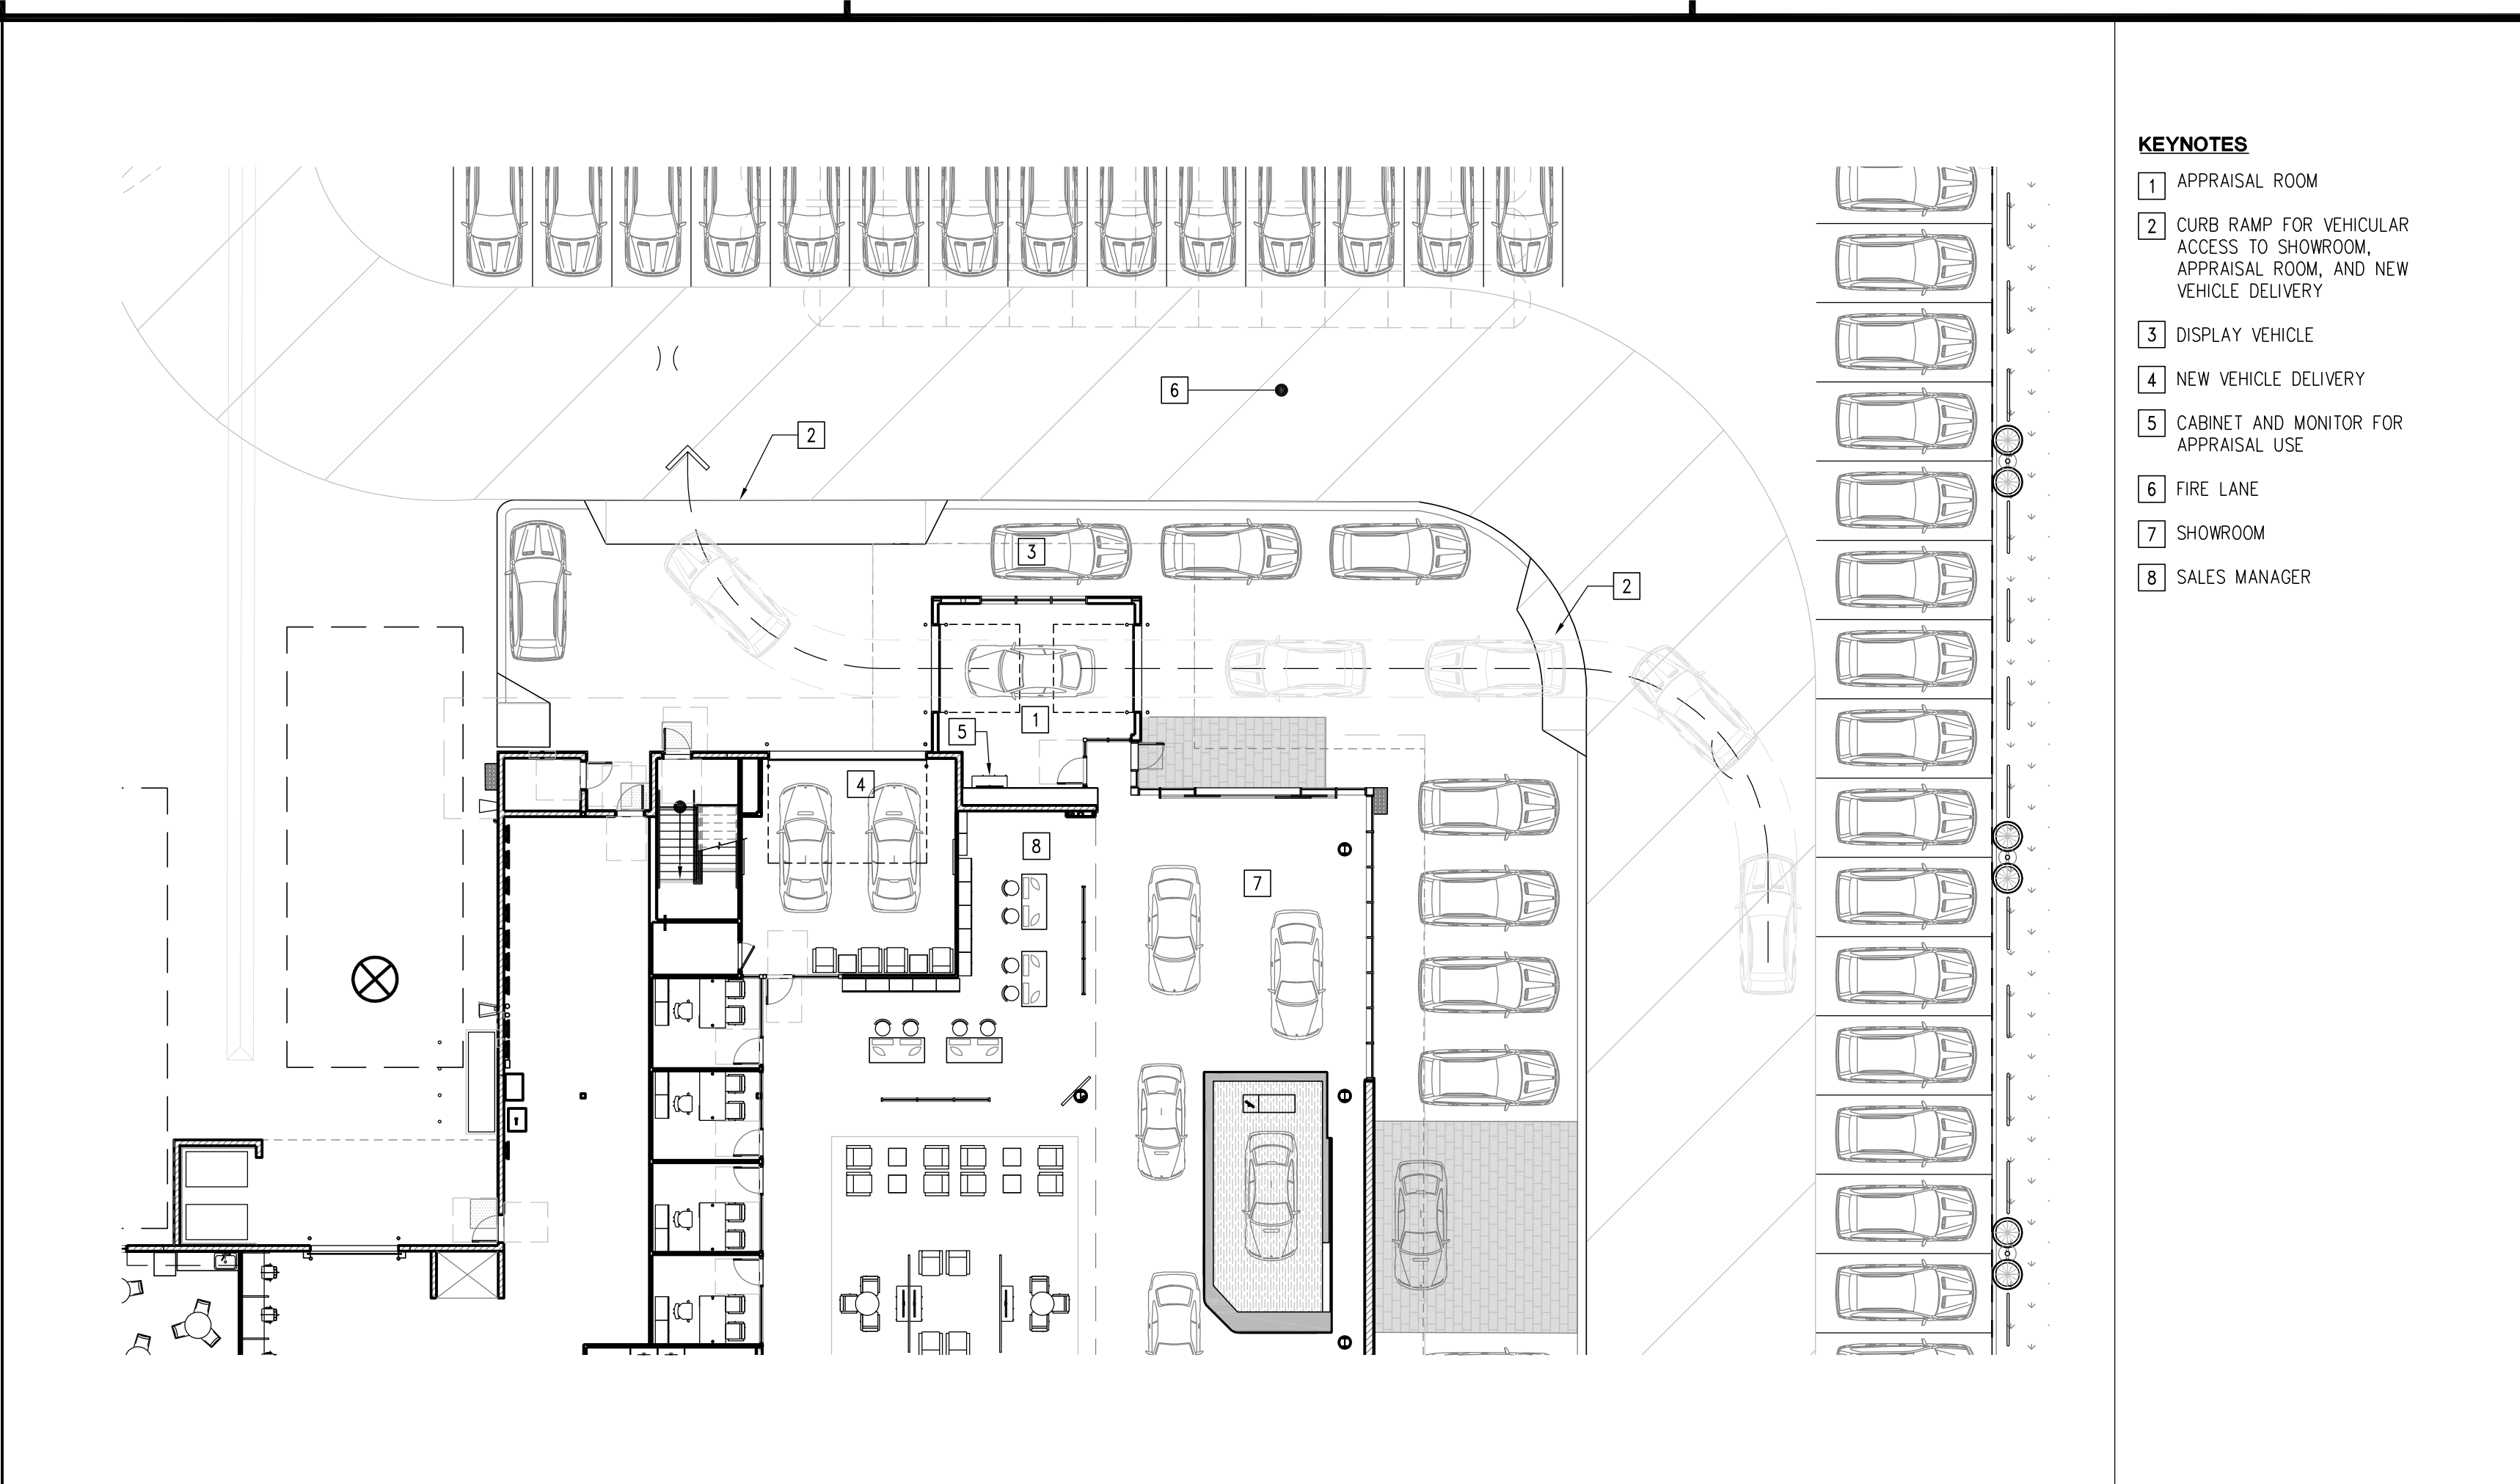 KEYNOTES
1 APPRAISAL ROOM
2 CURB RAMP FOR VEHICULAR
ACCESS TO SHOWROOM,
APPRAISAL ROOM, AND NEW
VEHICLE DELIVERY
3 DISPLAY VEHICLE
4 NEW VEHICLE DELIVERY
5 CABINET AND MONITOR FOR
APPRAISAL USE
6 FIRE LANE
7 SHOWROOM
8 SALES MANAGER
6
2
3
2
1
5
4
8
7